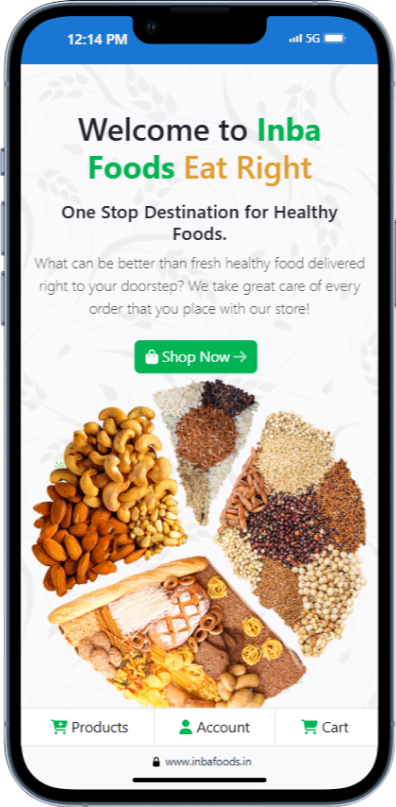 12:14 PM 5G
Welcome to Inba
Foods Eat Right
One Stop Destination for Healthy
Foods.
What can be better than fresh healthy food delivered
right to your doorstep? We take great care of every
order that you place with our store!
Shop Now
Products Account Cart
www.inbafoods.in